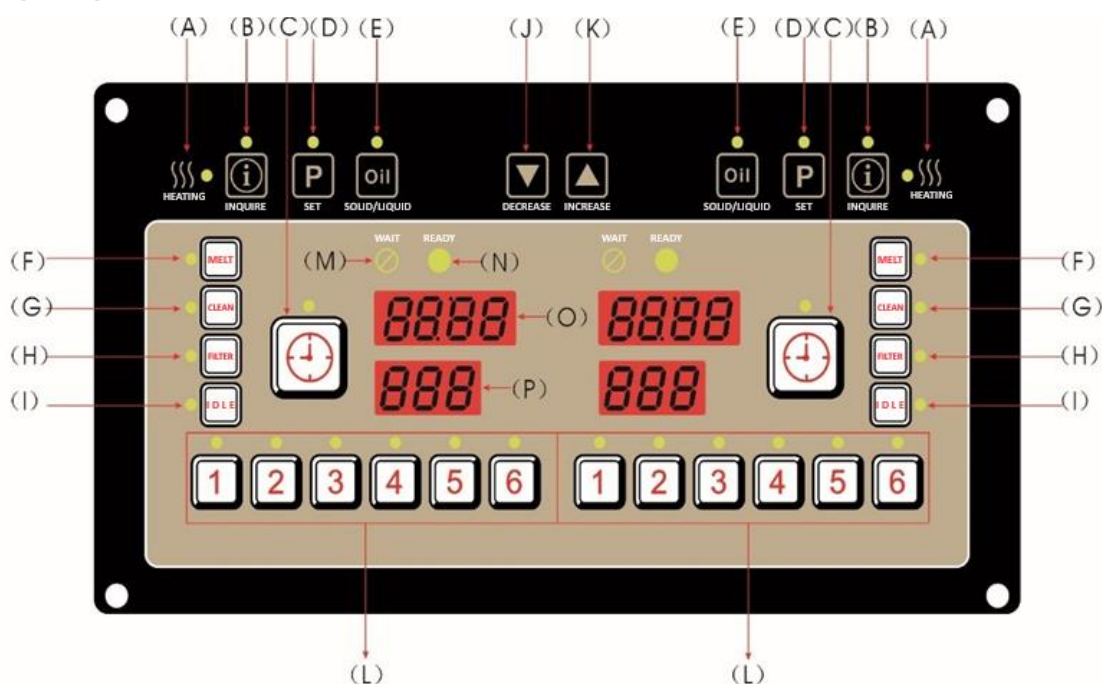 (A) (B) (C) (D) (E) (J) (K) (E) (D) (C) (B) (A)
P Oil Oil P
HEATING INQUIRE SET SOLID/LIQUID DECREASE INCREASE SOLID/LIQUID SET INQUIRE HEATING
WAIT READY WAIT READY
(F) MELT (M) (N) MELT (F)
(G) CLEAN 88:88 (O) 88:88 CLEAN (G)
(H) FILTER FILTER (H)
(I) IDLE 888 (P) 888 IDLE (I)
1 2 3 4 5 6 1 2 3 4 5 6
(L) (L)